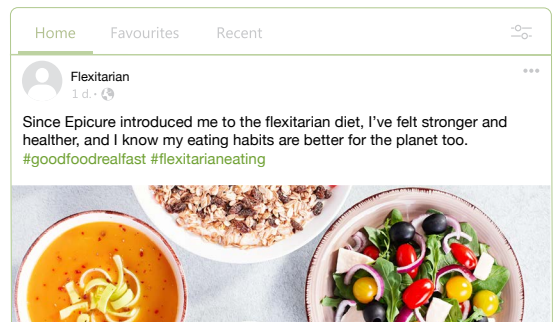 Home Favourites Recent
Flexitarian
1 d. ·
Since Epicure introduced me to the flexitarian diet, I’ve felt stronger and
healther, and I know my eating habits are better for the planet too.
#goodfoodrealfast #flexitarianeating